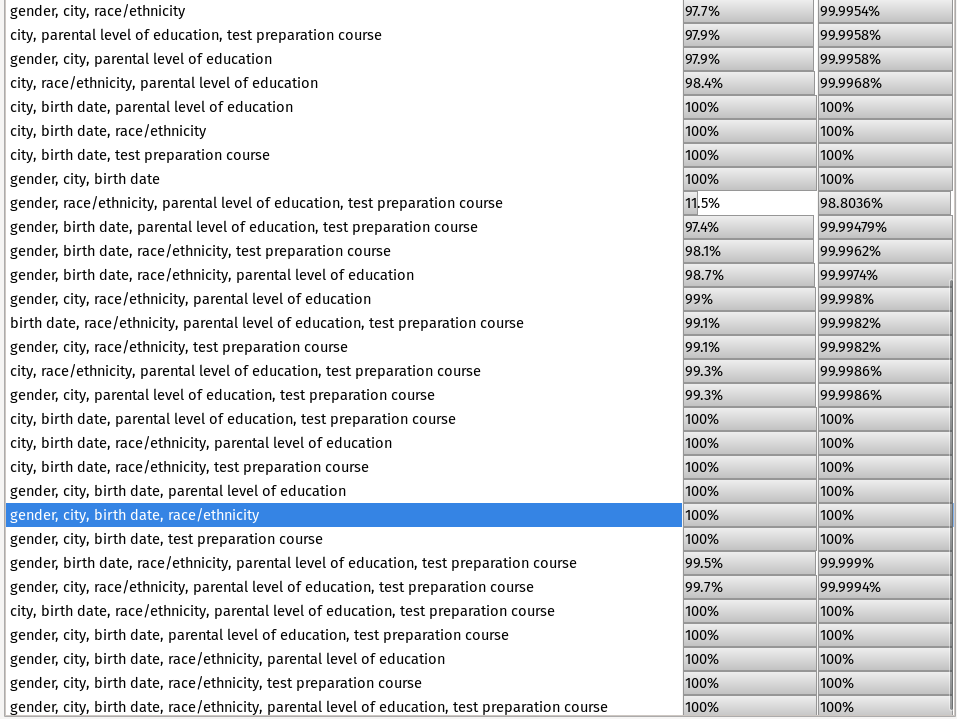 gender, city, race/ethnicity 97.7% 99.9954%
city, parental level of education, test preparation course 97.9% 99.9958%
gender, city, parental level of education 97.9% 99.9958%
city, race/ethnicity, parental level of education 98.4% 99.9968%
city, birth date, parental level of education 100% 100%
city, birth date, race/ethnicity 100% 100%
city, birth date, test preparation course 100% 100%
gender, city, birth date 100% 100%
gender, race/ethnicity, parental level of education, test preparation course 11.5% 98.8036%
gender, birth date, parental level of education, test preparation course 97.4% 99.99479%
gender, birth date, race/ethnicity, test preparation course 98.1% 99.9962%
gender, birth date, race/ethnicity, parental level of education 98.7% 99.9974%
gender, city, race/ethnicity, parental level of education 99% 99.998%
birth date, race/ethnicity, parental level of education, test preparation course 99.1% 99.9982%
gender, city, race/ethnicity, test preparation course 99.1% 99.9982%
city, race/ethnicity, parental level of education, test preparation course 99.3% 99.9986%
gender, city, parental level of education, test preparation course 99.3% 99.9986%
city, birth date, parental level of education, test preparation course 100% 100%
city, birth date, race/ethnicity, parental level of education 100% 100%
city, birth date, race/ethnicity, test preparation course 100% 100%
gender, city, birth date, parental level of education 100% 100%
gender, city, birth date, race/ethnicity 100% 100%
gender, city, birth date, test preparation course 100% 100%
gender, birth date, race/ethnicity, parental level of education, test preparation course 99.5% 99.999%
gender, city, race/ethnicity, parental level of education, test preparation course 99.7% 99.9994%
city, birth date, race/ethnicity, parental level of education, test preparation course 100% 100%
gender, city, birth date, parental level of education, test preparation course 100% 100%
gender, city, birth date, race/ethnicity, parental level of education 100% 100%
gender, city, birth date, race/ethnicity, test preparation course 100% 100%
gender, city, birth date, race/ethnicity, parental level of education, test preparation course 100% 100%